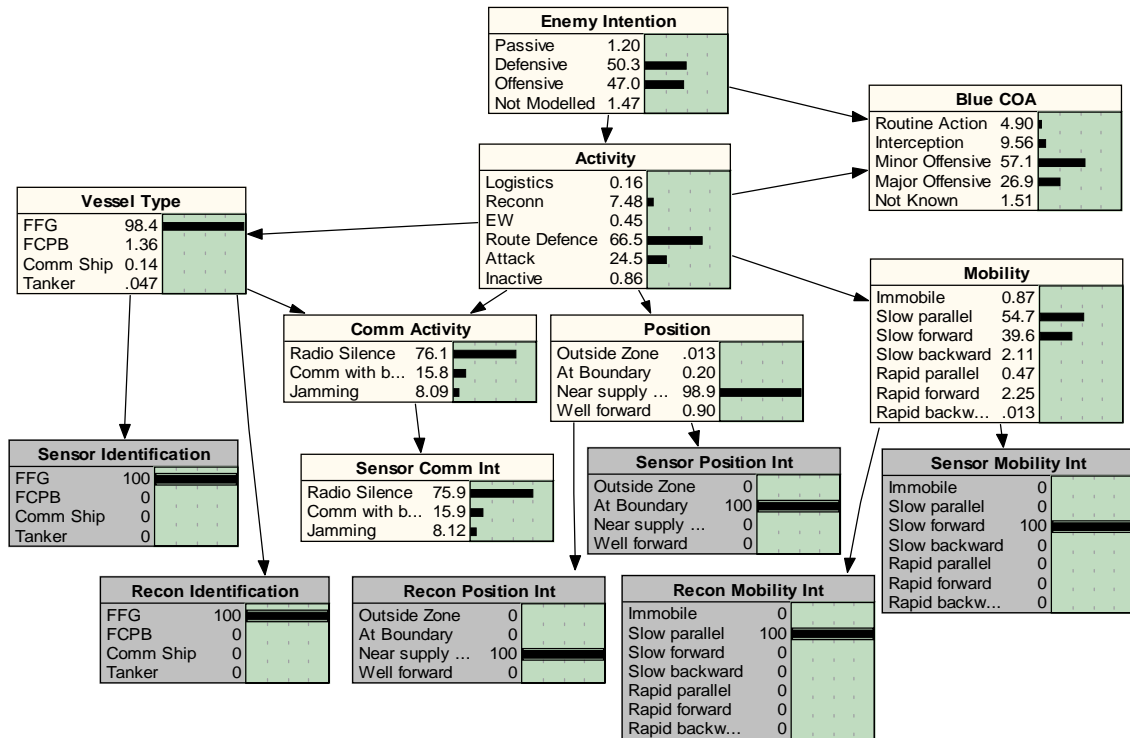 Enemy Intention
Passive 1.20
Defensive 50.3
Offensive 47.0
Not Modelled 1.47
Blue COA
Routine Action 4.90
Interception 9.56
Minor Offensive 57.1
Major Offensive 26.9
Not Known 1.51
Activity
Logistics 0.16
Reconn 7.48
EW 0.45
Route Defence 66.5
Attack 24.5
Inactive 0.86
Vessel Type
FFG 98.4
FCPB 1.36
Comm Ship 0.14
Tanker .047
Mobility
Immobile 0.87
Slow parallel 54.7
Slow forward 39.6
Slow backward 2.11
Rapid parallel 0.47
Rapid forward 2.25
Rapid backw... .013
Comm Activity
Radio Silence 76.1
Comm with b... 15.8
Jamming 8.09
Position
Outside Zone .013
At Boundary 0.20
Near supply ... 98.9
Well forward 0.90
Sensor Identification
FFG 100
FCPB 0
Comm Ship 0
Tanker 0
Sensor Comm Int
Radio Silence 75.9
Comm with b... 15.9
Jamming 8.12
Sensor Position Int
Outside Zone 0
At Boundary 100
Near supply ... 0
Well forward 0
Sensor Mobility Int
Immobile 0
Slow parallel 0
Slow forward 100
Slow backward 0
Rapid parallel 0
Rapid forward 0
Rapid backw... 0
Recon Identification
FFG 100
FCPB 0
Comm Ship 0
Tanker 0
Recon Position Int
Outside Zone 0
At Boundary 0
Near supply ... 100
Well forward 0
Recon Mobility Int
Immobile 0
Slow parallel 100
Slow forward 0
Slow backward 0
Rapid parallel 0
Rapid forward 0
Rapid backw... 0